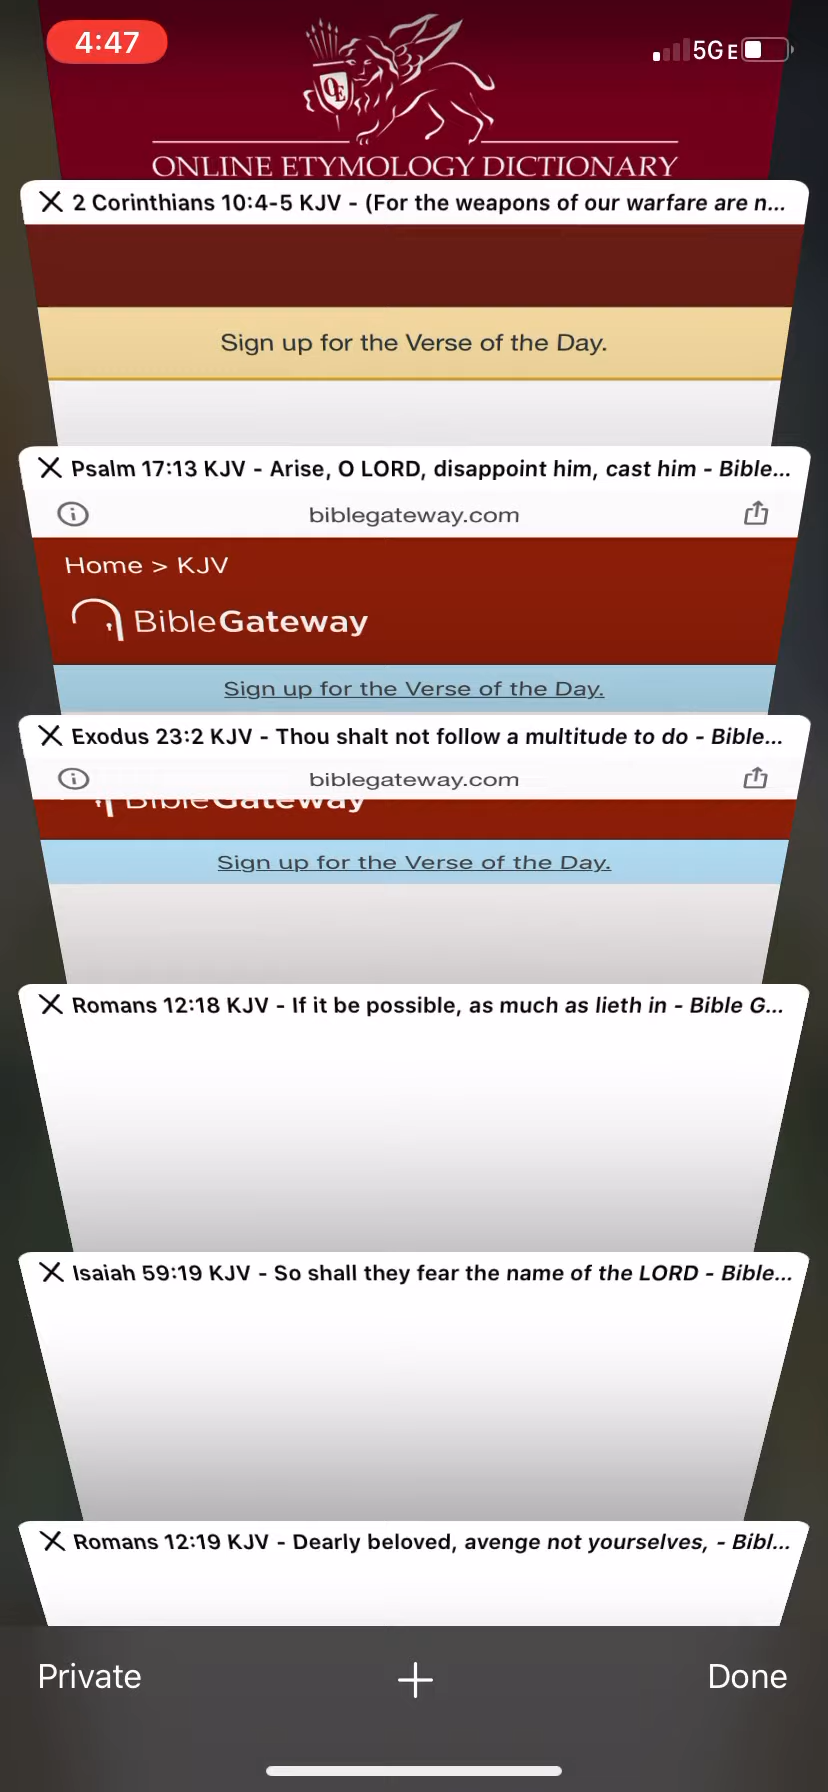 4:47
5GE
OE
ONLINE ETYMOLOGY DICTIONARY
2 Corinthians 10:4-5 KJV - (For the weapons of our warfare are n...
Sign up for the Verse of the Day.
Psalm 17:13 KJV - Arise, O LORD, disappoint him, cast him - Bible...
biblegateway.com
Home > KJV
BibleGateway
Sign up for the Verse of the Day.
Exodus 23:2 KJV - Thou shalt not follow a multitude to do - Bible...
biblegateway.com
BibleGateway
Sign up for the Verse of the Day.
Romans 12:18 KJV - If it be possible, as much as lieth in - Bible G...
Isaiah 59:19 KJV - So shall they fear the name of the LORD - Bible...
Romans 12:19 KJV - Dearly beloved, avenge not yourselves, - Bibl...
Private
+
Done